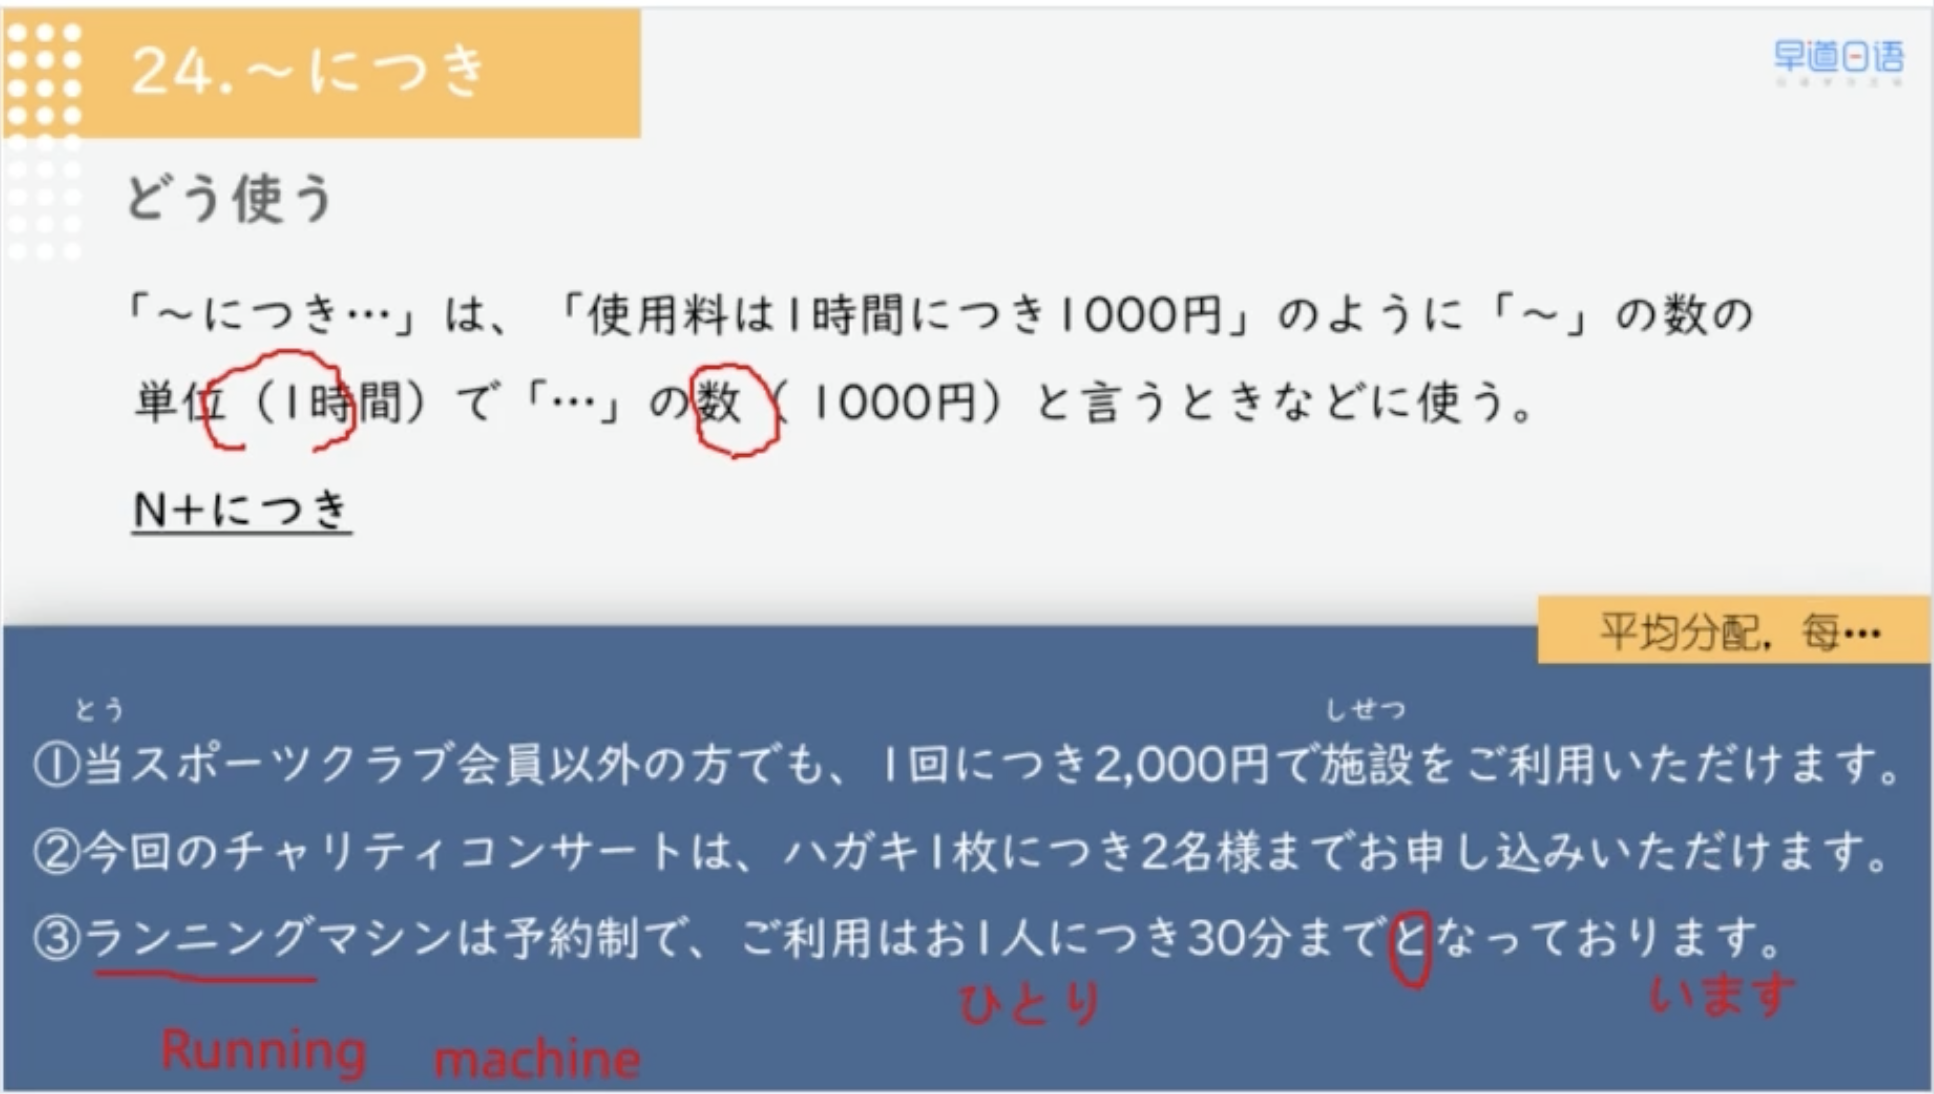 24.～につき
早道日语
どう使う
「～につき…」は、「使用料は1時間につき1000円」のように「～」の数の
単位（1時間）で「…」の数（1000円）と言うときなどに使う。
N+につき
平均分配，每…
とう しせつ
①当スポーツクラブ会員以外の方でも、1回につき2,000円で施設をご利用いただけます。
②今回のチャリティコンサートは、ハガキ1枚につき2名様までお申し込みいただけます。
③ランニングマシンは予約制で、ご利用はお1人につき30分までとなっております。
ひとり います
Running machine